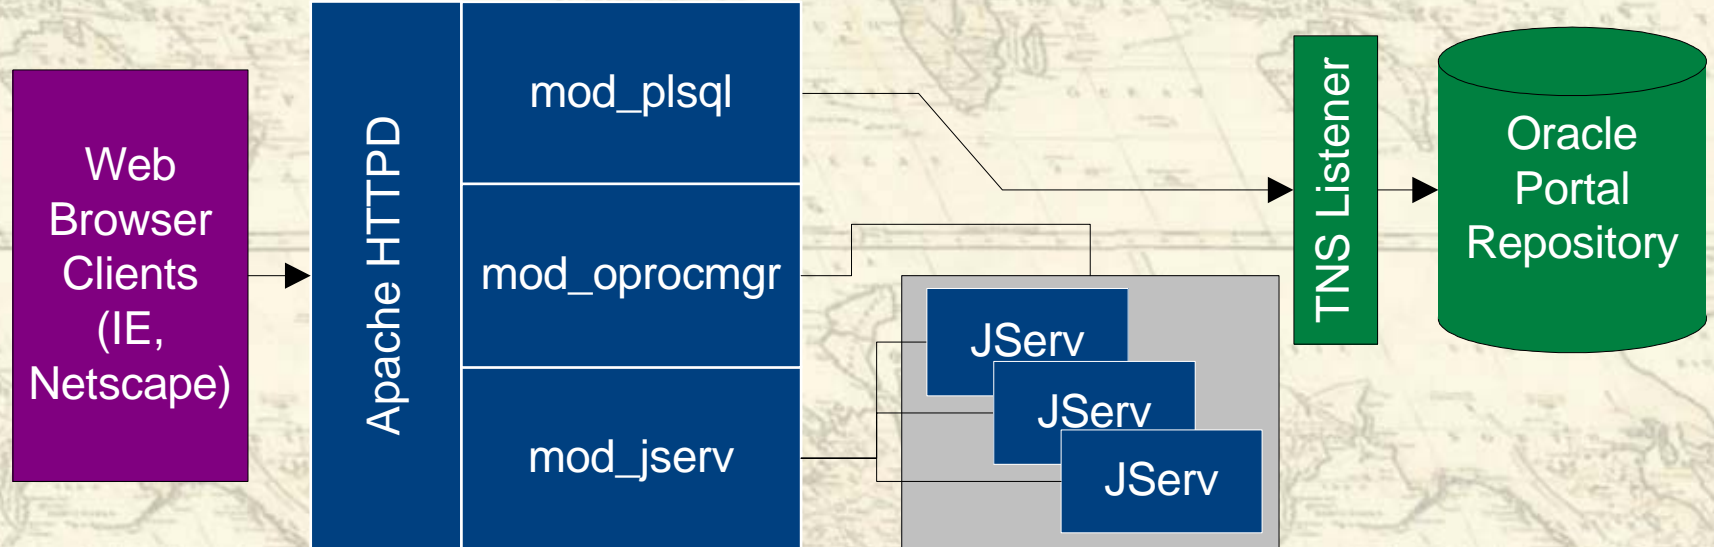 Web
Browser
Clients
(IE,
Netscape)
Apache HTTPD
mod_plsql
mod_oprocmgr
mod_jserv
JServ
JServ
JServ
TNS Listener
Oracle
Portal
Repository